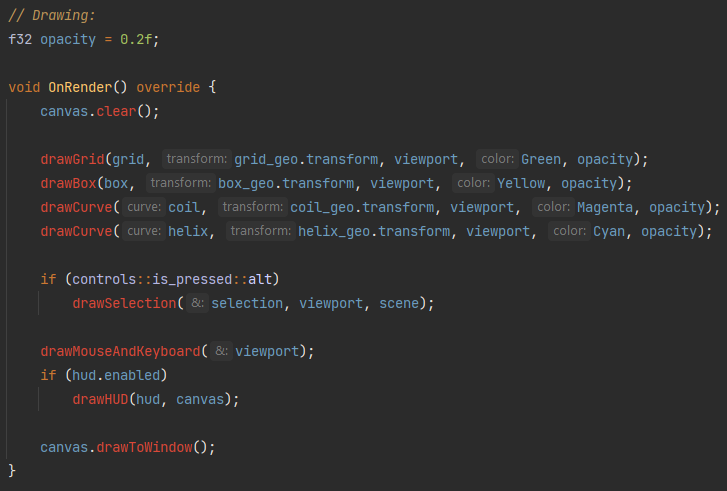 // Drawing:
f32 opacity = 0.2f;

void OnRender() override {
    canvas.clear();

    drawGrid(grid, transform: grid_geo.transform, viewport, color: Green, opacity);
    drawBox(box, transform: box_geo.transform, viewport, color: Yellow, opacity);
    drawCurve( curve: coil, transform: coil_geo.transform, viewport, color: Magenta, opacity);
    drawCurve( curve: helix, transform: helix_geo.transform, viewport, color: Cyan, opacity);

    if (controls::is_pressed::alt)
        drawSelection( &: selection, viewport, scene);

    drawMouseAndKeyboard( &: viewport);
    if (hud.enabled)
        drawHUD(hud, canvas);

    canvas.drawToWindow();
}